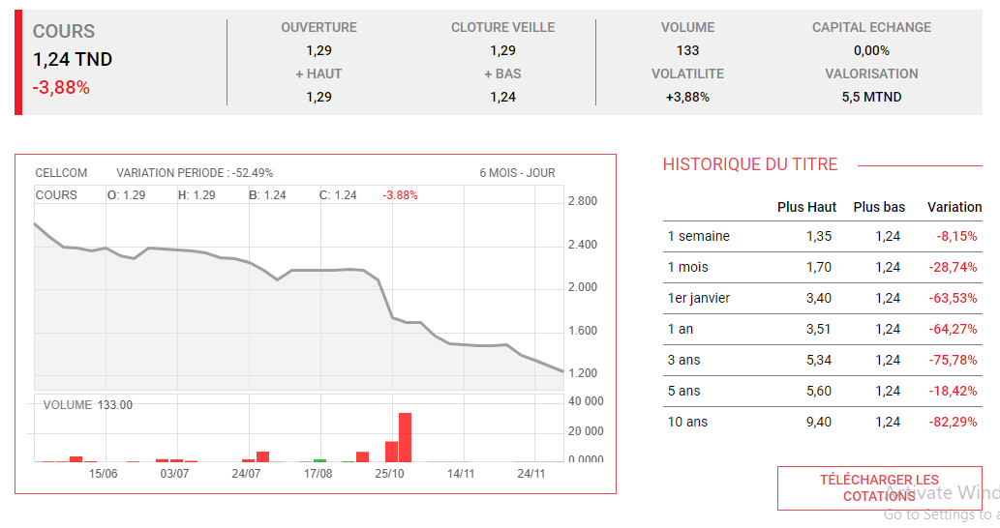 COURS
1,24 TND
-3,88%
OUVERTURE
1,29
+ HAUT
1,29
CLOTURE VEILLE
1,29
+ BAS
1,24
VOLUME
133
VOLATILITE
+3,88%
CAPITAL ECHANGE
0,00%
VALORISATION
5,5 MTND
CELLCOM VARIATION PERIODE : -52.49% 6 MOIS - JOUR
COURS O: 1.29 H: 1.29 B: 1.24 C: 1.24 -3.88%
2.800
2.400
2.000
1.600
1.200
VOLUME 133.00
40 000
20 000
0.0000
15/06 03/07 24/07 17/08 25/10 14/11 24/11
HISTORIQUE DU TITRE
Plus Haut Plus bas Variation
1 semaine 1,35 1,24 -8,15%
1 mois 1,70 1,24 -28,74%
1er janvier 3,40 1,24 -63,53%
1 an 3,51 1,24 -64,27%
3 ans 5,34 1,24 -75,78%
5 ans 5,60 1,24 -18,42%
10 ans 9,40 1,24 -82,29%
TÉLÉCHARGER LES
COTATIONS
Activate Wind
Go to Settings to a